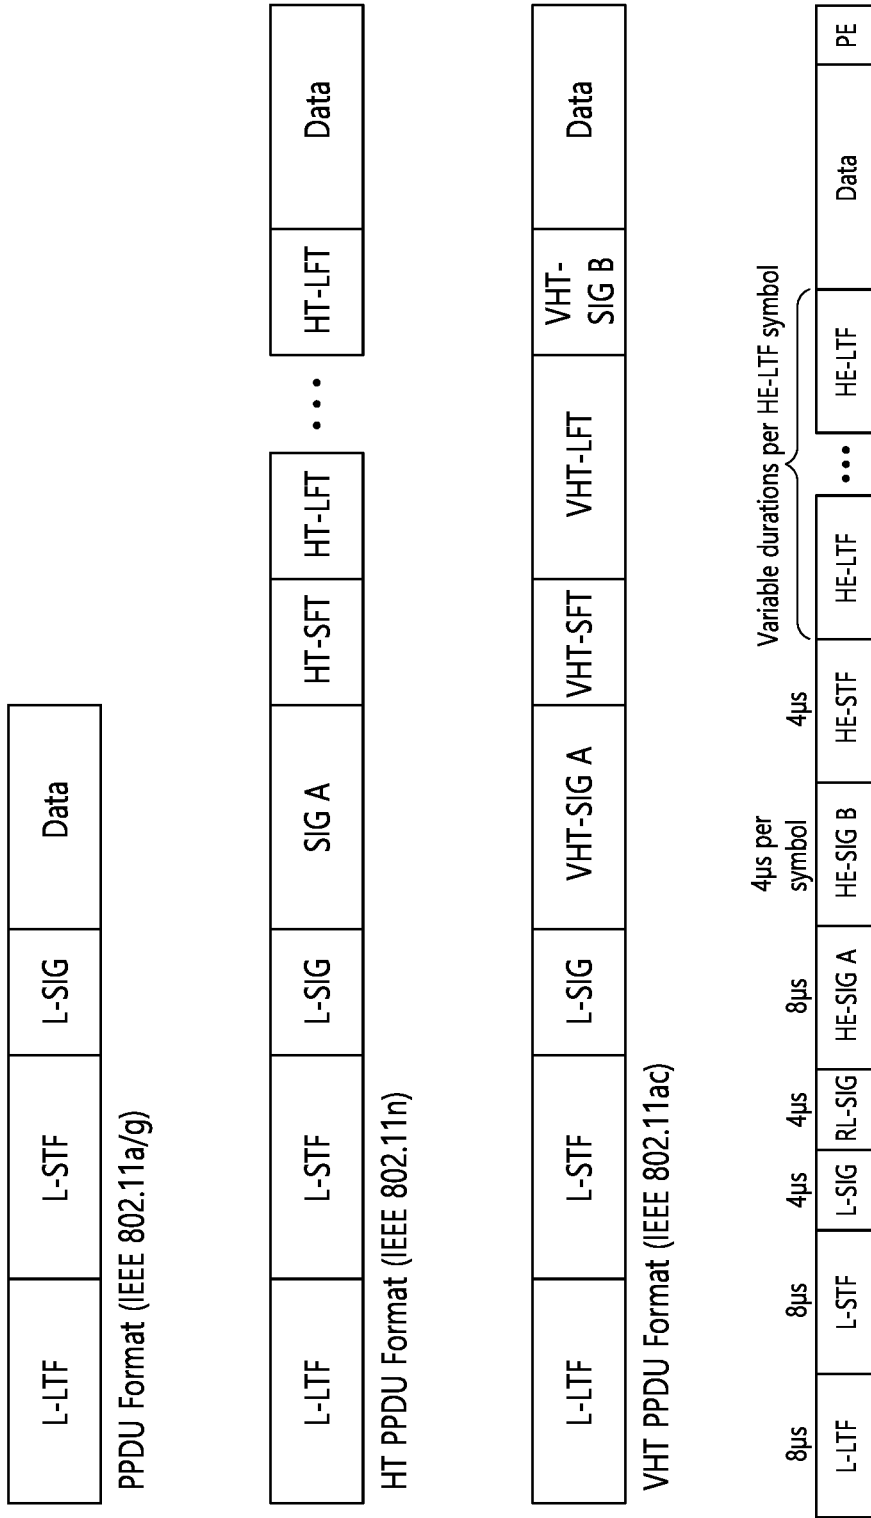 L-LTF L-STF L-SIG Data
PPDU Format (IEEE 802.11a/g)
L-LTF L-STF L-SIG SIG A HT-SFT HT-LFT ... HT-LFT Data
HT PPDU Format (IEEE 802.11n)
L-LTF L-STF L-SIG VHT-SIG A VHT-SFT VHT-LFT VHT-
SIG B Data
VHT PPDU Format (IEEE 802.11ac)
8μs 8μs 4μs 4μs 8μs 4μs per
symbol 4μs Variable durations per HE-LTF symbol
L-LTF L-STF L-SIG RL-SIG HE-SIG A HE-SIG B HE-STF HE-LTF ... HE-LTF Data PE